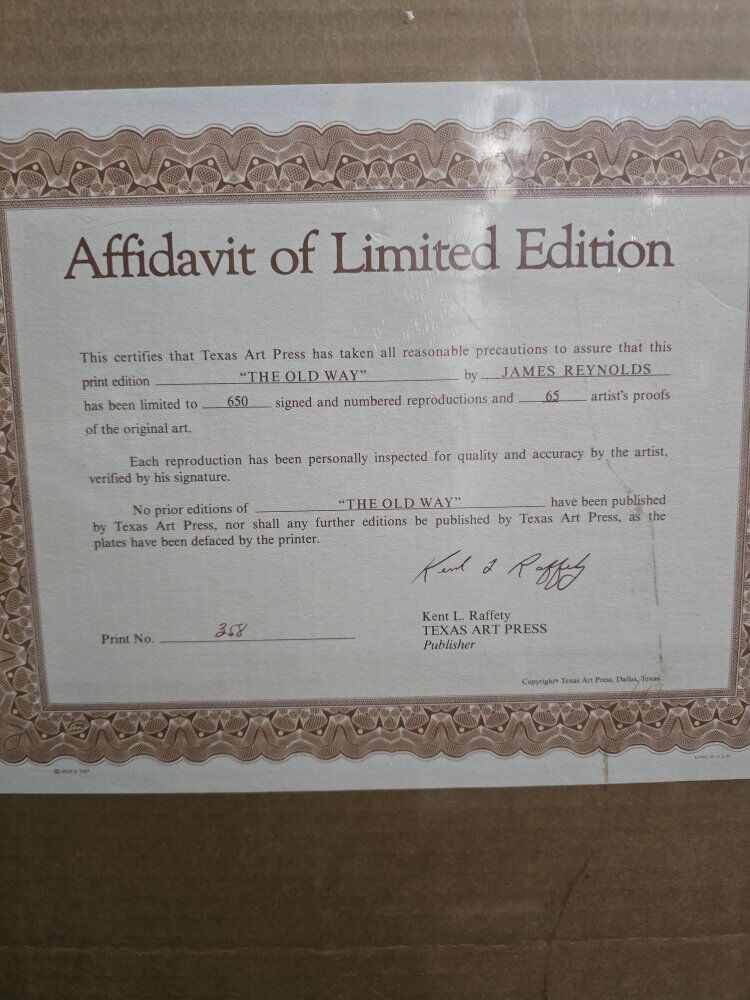 Affidavit of Limited Edition
This certifies that Texas Art Press has taken all reasonable precautions to assure that this
print edition "THE OLD WAY" by JAMES REYNOLDS
has been limited to 650 signed and numbered reproductions and 65 artist's proofs
of the original art.
Each reproduction has been personally inspected for quality and accuracy by the artist,
verified by his signature.
No prior editions of "THE OLD WAY" have been published
by Texas Art Press, nor shall any further editions be published by Texas Art Press, as the
plates have been defaced by the printer.
Kent L Raffety
Kent L. Raffety
Print No. 358
TEXAS ART PRESS
Publisher
Copyright® Texas Art Press, Dallas, Texas